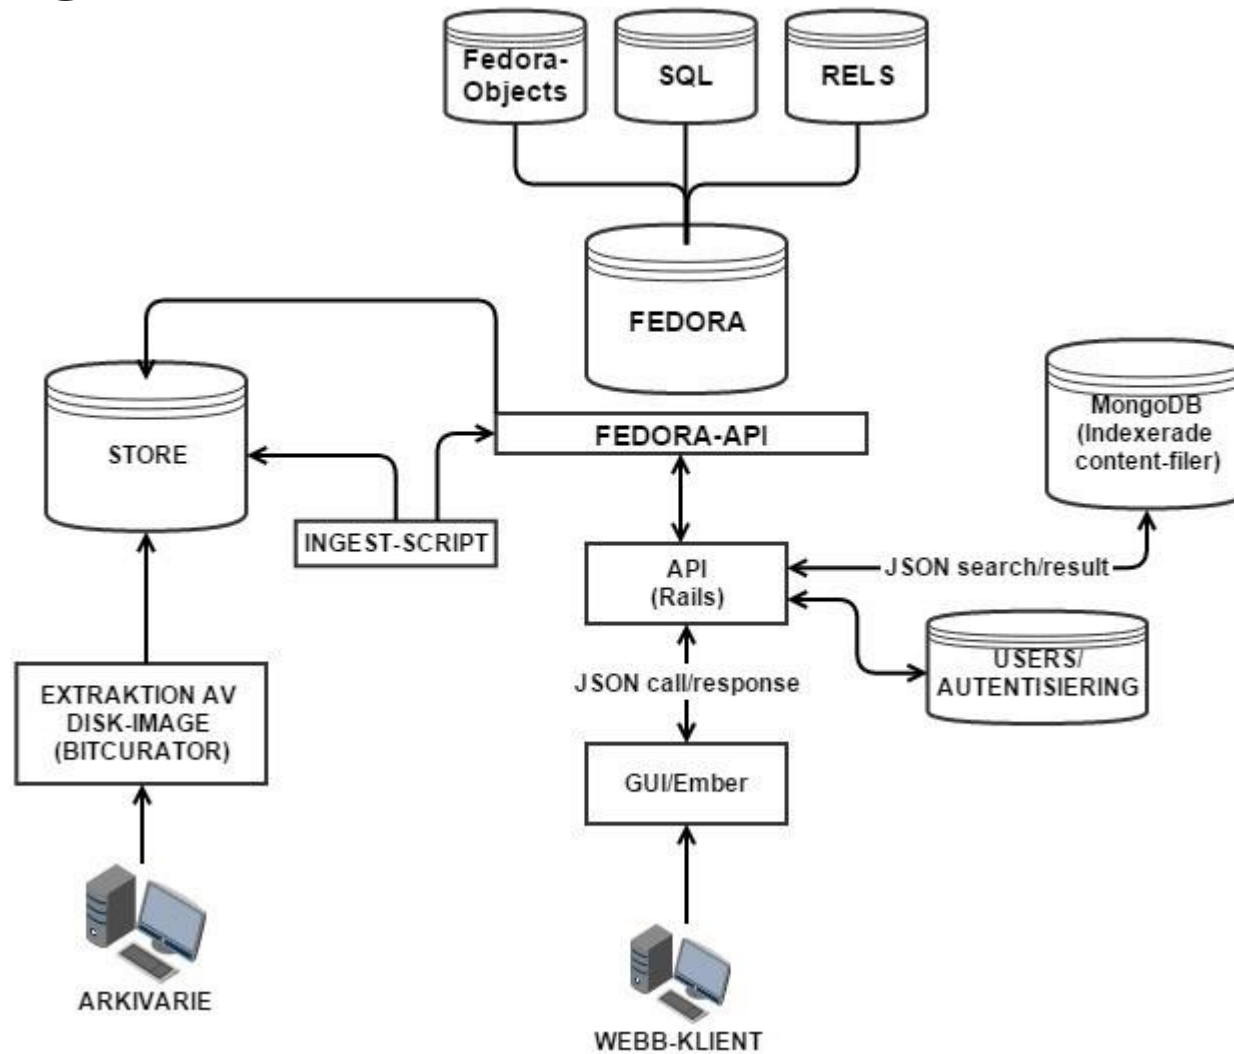 Fedora-
Objects
SQL
RELS
FEDORA
STORE
FEDORA-API
MongoDB
(Indexerade
content-filer)
INGEST-SCRIPT
API
(Rails)
JSON search/result
USERS/
AUTENTISIERING
JSON call/response
EXTRAKTION AV
DISK-IMAGE
(BITCURATOR)
GUI/Ember
ARKIVARIE
WEBB-KLIENT